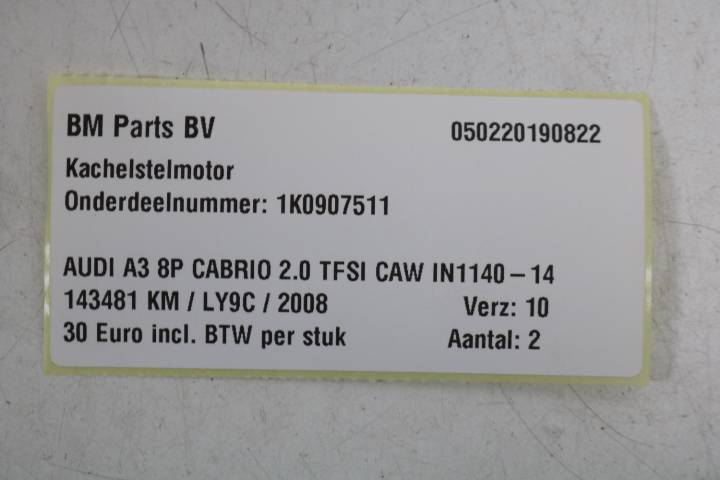 BM Parts BV 050220190822
Kachelstelmotor
Onderdeelnummer: 1K0907511
AUDI A3 8P CABRIO 2.0 TFSI CAW IN1140 – 14
143481 KM / LY9C / 2008 Verz: 10
30 Euro incl. BTW per stuk Aantal: 2